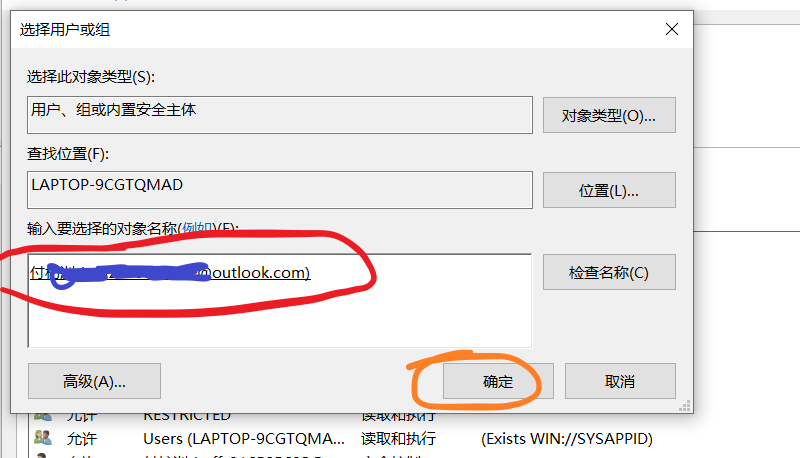 选择用户或组
选择此对象类型(S):
用户、组或内置安全主体
对象类型(O)...
查找位置(F):
LAPTOP-9CGTQMAD
位置(L)...
输入要选择的对象名称(例如)(E):
付 @outlook.com)
检查名称(C)
高级(A)...
确定
取消
允许 RESTRICTED 读取和执行
允许 Users (LAPTOP-9CGTQMA... 读取和执行 (Exists WIN://SYSAPPID)